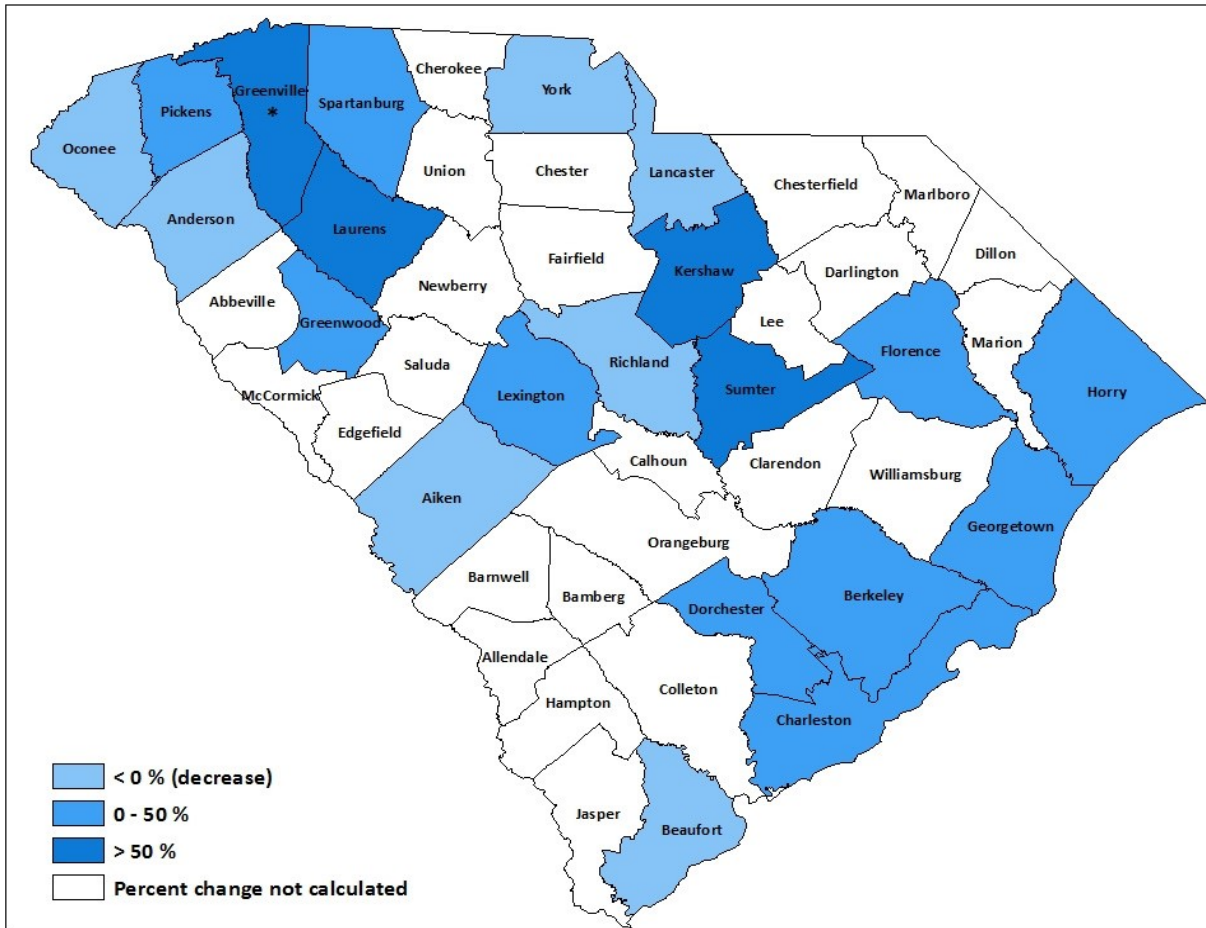 Cherokee
York
Greenville
*
Spartanburg
Pickens
Oconee
Union
Chester
Lancaster
Chesterfield
Marlboro
Anderson
Laurens
Dillon
Fairfield
Kershaw
Darlington
Newberry
Abbeville
Greenwood
Lee
Marion
Florence
Saluda
Richland
Horry
McCormick
Lexington
Sumter
Edgefield
Calhoun
Clarendon
Williamsburg
Aiken
Georgetown
Orangeburg
Barnwell
Bamberg
Dorchester
Berkeley
Allendale
Colleton
Hampton
Charleston
Jasper
Beaufort
< 0 % (decrease)
0 - 50 %
> 50 %
Percent change not calculated